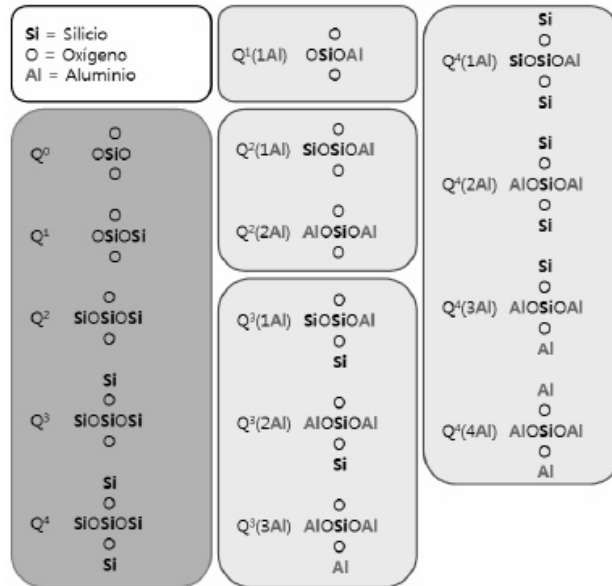 Si = Silicio
O = Oxígeno
Al = Aluminio
Q⁰
O
OSiO
O
Q¹
O
OSiOSi
O
Q²
O
SiOSiOSi
O
Q³
Si
O
SiOSiOSi
O
Q⁴
Si
O
SiOSiOSi
O
Si
Q¹(1Al)
O
OSiOAl
O
Q²(1Al)
O
SiOSiOAl
O
Q²(2Al)
O
AlOSiOAl
O
Q³(1Al)
O
SiOSiOAl
O
Si
Q³(2Al)
O
AlOSiOAl
O
Si
Q³(3Al)
O
AlOSiOAl
O
Al
Q⁴(1Al)
Si
O
SiOSiOAl
O
Si
Q⁴(2Al)
Si
O
AlOSiOAl
O
Si
Q⁴(3Al)
Si
O
AlOSiOAl
O
Al
Q⁴(4Al)
Al
O
AlOSiOAl
O
Al